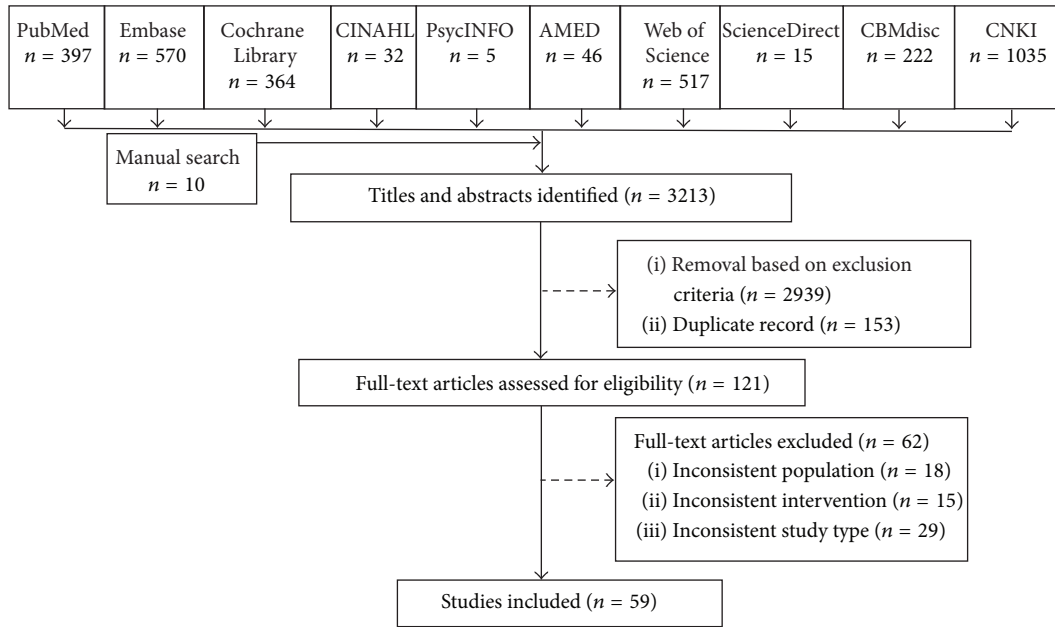 PubMed
n = 397
Embase
n = 570
Cochrane
Library
n = 364
CINAHL
n = 32
PsycINFO
n = 5
AMED
n = 46
Web of
Science
n = 517
ScienceDirect
n = 15
CBMdisc
n = 222
CNKI
n = 1035
Manual search
n = 10
Titles and abstracts identified (n = 3213)
(i) Removal based on exclusion
criteria (n = 2939)
(ii) Duplicate record (n = 153)
Full-text articles assessed for eligibility (n = 121)
Full-text articles excluded (n = 62)
(i) Inconsistent population (n = 18)
(ii) Inconsistent intervention (n = 15)
(iii) Inconsistent study type (n = 29)
Studies included (n = 59)